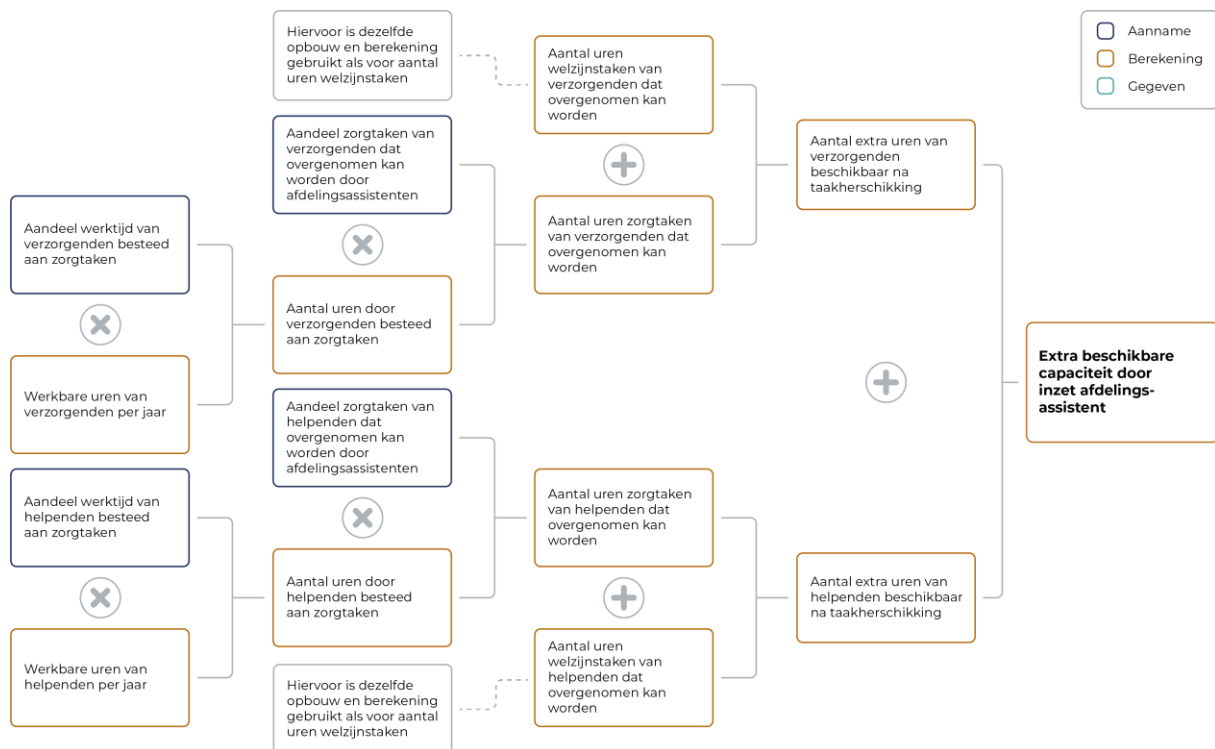 Hiervoor is dezelfde
opbouw en berekening
gebruikt als voor aantal
uren welzijnstaken
Aantal uren
welzijnstaken van
verzorgenden dat
overgenomen kan
worden
Aanname
Berekening
Gegeven
Aandeel zorgtaken van
verzorgenden dat
overgenomen kan
worden door
afdelingsassistenten
Aantal extra uren van
verzorgenden
beschikbaar na
taakherschikking
Aandeel werktijd van
verzorgenden besteed
aan zorgtaken
Aantal uren zorgtaken
van verzorgenden dat
overgenomen kan
worden
Aantal uren door
verzorgenden besteed
aan zorgtaken
Werkbare uren van
verzorgenden per jaar
Extra beschikbare
capaciteit door
inzet afdelings-
assistent
Aandeel zorgtaken van
helpenden dat
overgenomen kan
worden door
afdelingsassistenten
Aandeel werktijd van
helpenden besteed
aan zorgtaken
Aantal uren zorgtaken
van helpenden dat
overgenomen kan
worden
Aantal uren door
helpenden besteed
aan zorgtaken
Aantal extra uren van
helpenden beschikbaar
na taakherschikking
Werkbare uren van
helpenden per jaar
Aantal uren
welzijnstaken van
helpenden dat
overgenomen kan
worden
Hiervoor is dezelfde
opbouw en berekening
gebruikt als voor aantal
uren welzijnstaken